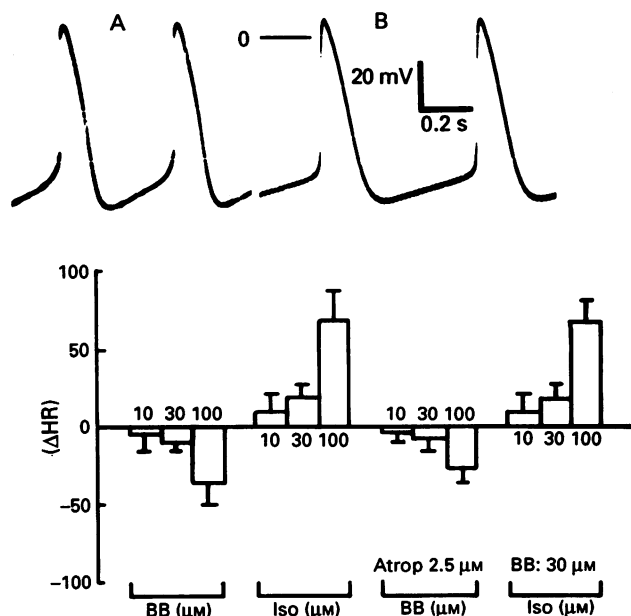 A
0
B
20 mV
0.2 s
100
50
0
−50
−100
(ΔHR)
10 30 100
10 30 100
10 30 100
10 30 100
Atrop 2.5 μM
BB: 30 μM
BB (μM)
Iso (μM)
BB (μM)
Iso (μM)